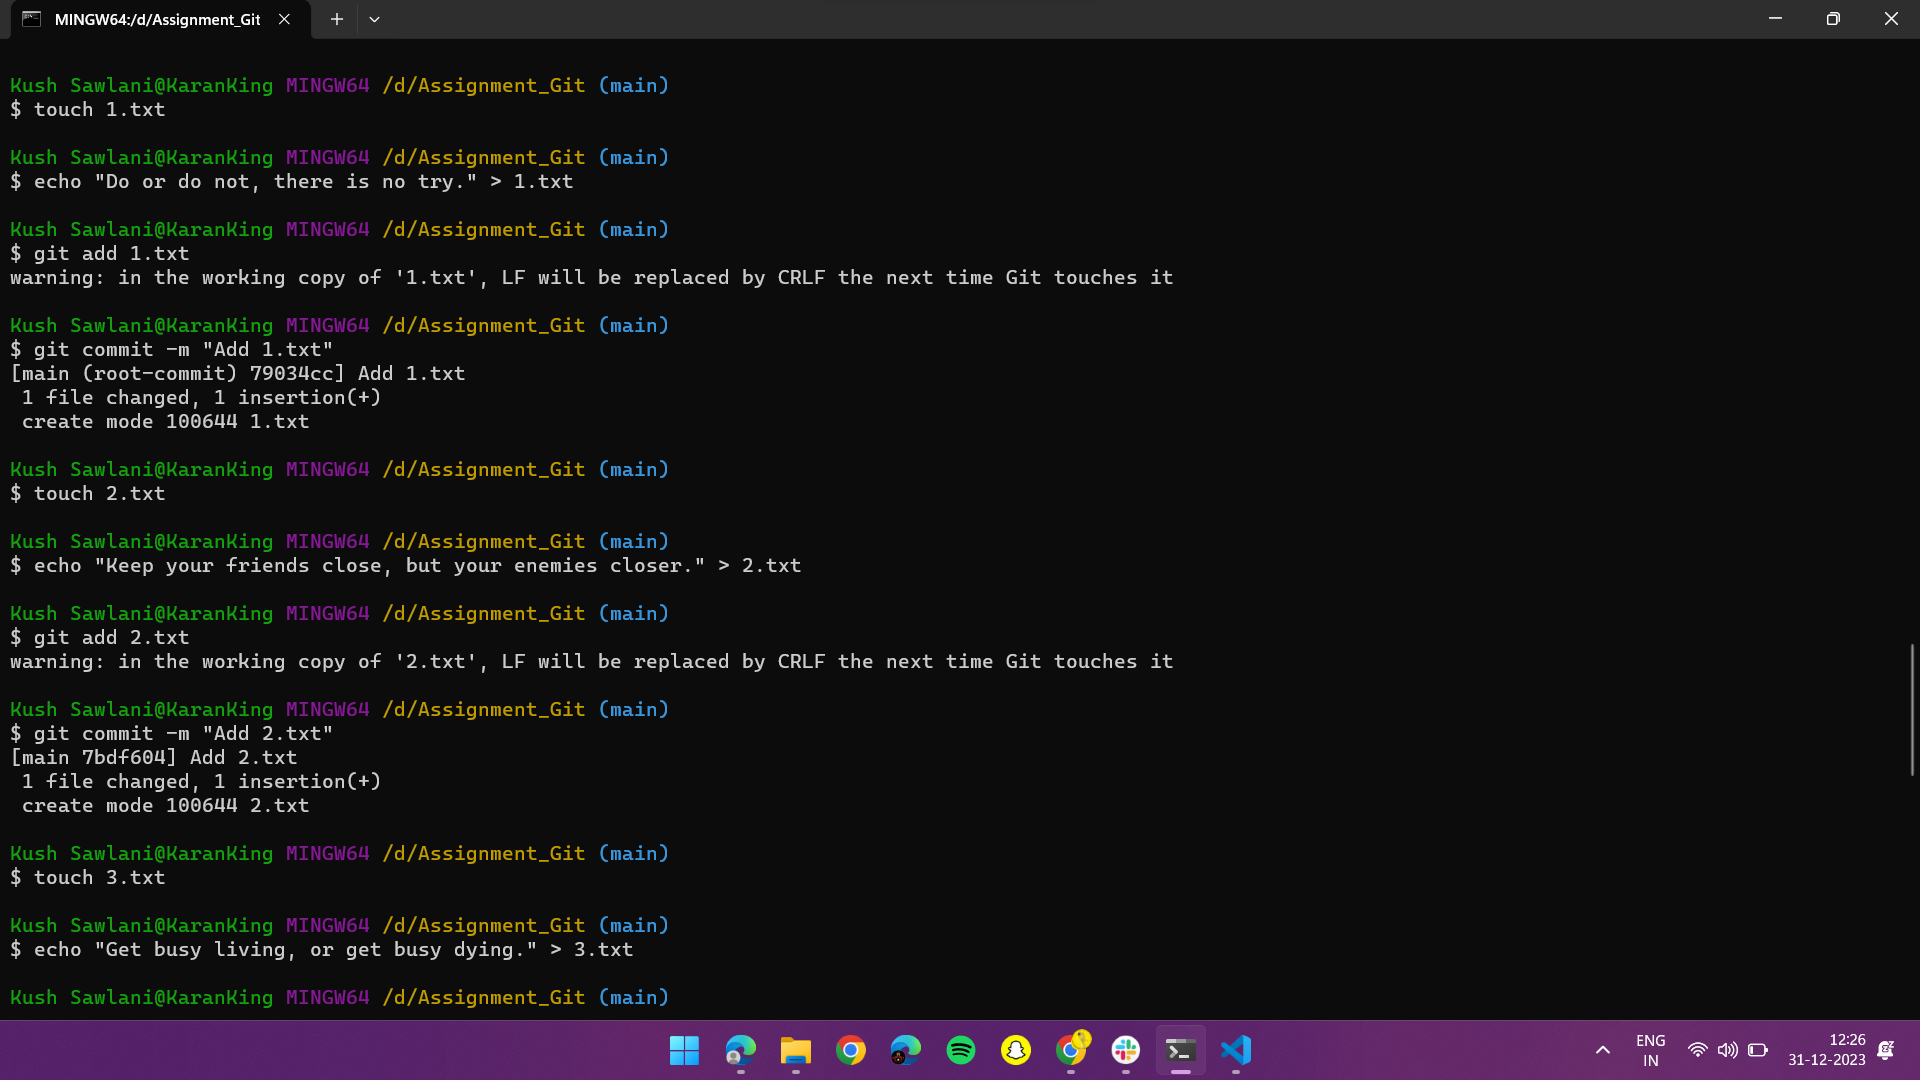 MINGW64:/d/Assignment_Git
Kush Sawlani@KaranKing MINGW64 /d/Assignment_Git (main)
$ touch 1.txt
Kush Sawlani@KaranKing MINGW64 /d/Assignment_Git (main)
$ echo "Do or do not, there is no try." > 1.txt
Kush Sawlani@KaranKing MINGW64 /d/Assignment_Git (main)
$ git add 1.txt
warning: in the working copy of '1.txt', LF will be replaced by CRLF the next time Git touches it
Kush Sawlani@KaranKing MINGW64 /d/Assignment_Git (main)
$ git commit -m "Add 1.txt"
[main (root-commit) 79034cc] Add 1.txt
 1 file changed, 1 insertion(+)
 create mode 100644 1.txt
Kush Sawlani@KaranKing MINGW64 /d/Assignment_Git (main)
$ touch 2.txt
Kush Sawlani@KaranKing MINGW64 /d/Assignment_Git (main)
$ echo "Keep your friends close, but your enemies closer." > 2.txt
Kush Sawlani@KaranKing MINGW64 /d/Assignment_Git (main)
$ git add 2.txt
warning: in the working copy of '2.txt', LF will be replaced by CRLF the next time Git touches it
Kush Sawlani@KaranKing MINGW64 /d/Assignment_Git (main)
$ git commit -m "Add 2.txt"
[main 7bdf604] Add 2.txt
 1 file changed, 1 insertion(+)
 create mode 100644 2.txt
Kush Sawlani@KaranKing MINGW64 /d/Assignment_Git (main)
$ touch 3.txt
Kush Sawlani@KaranKing MINGW64 /d/Assignment_Git (main)
$ echo "Get busy living, or get busy dying." > 3.txt
Kush Sawlani@KaranKing MINGW64 /d/Assignment_Git (main)
ENG
IN
12:26
31-12-2023